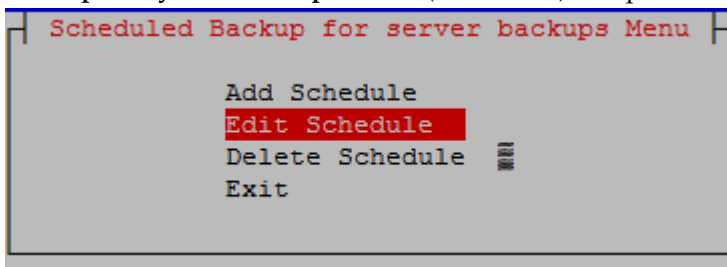 Scheduled Backup for server backups Menu
Add Schedule
Edit Schedule
Delete Schedule
Exit